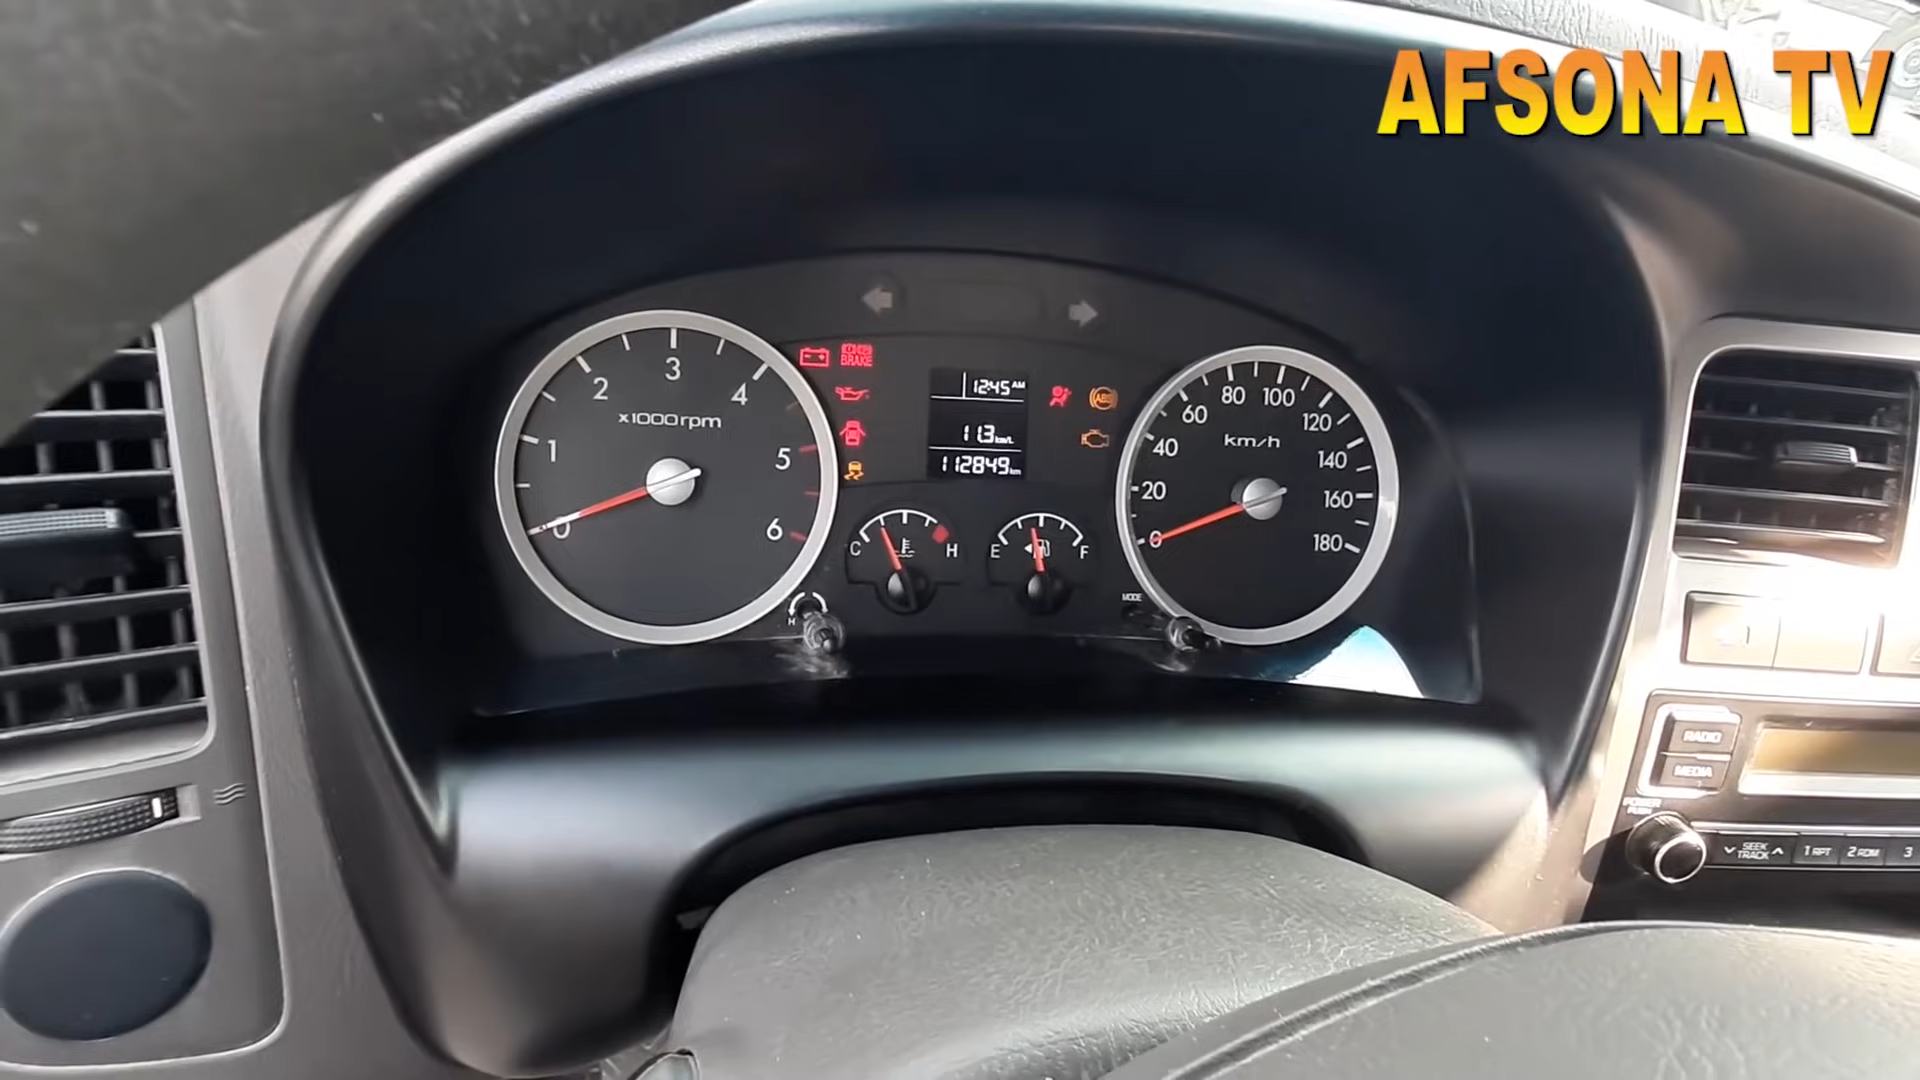 AFSONA TV
1
2
3
4
5
6
0
x1000rpm
BRAKE
12:45 AM
11.3 km/L
112849 km
ABS
C
H
E
F
0
20
40
60
80
100
120
140
160
180
km/h
H
MODE
RADIO
MEDIA
POWER
PUSH
SEEK
TRACK
1 RPT
2 RDM
3